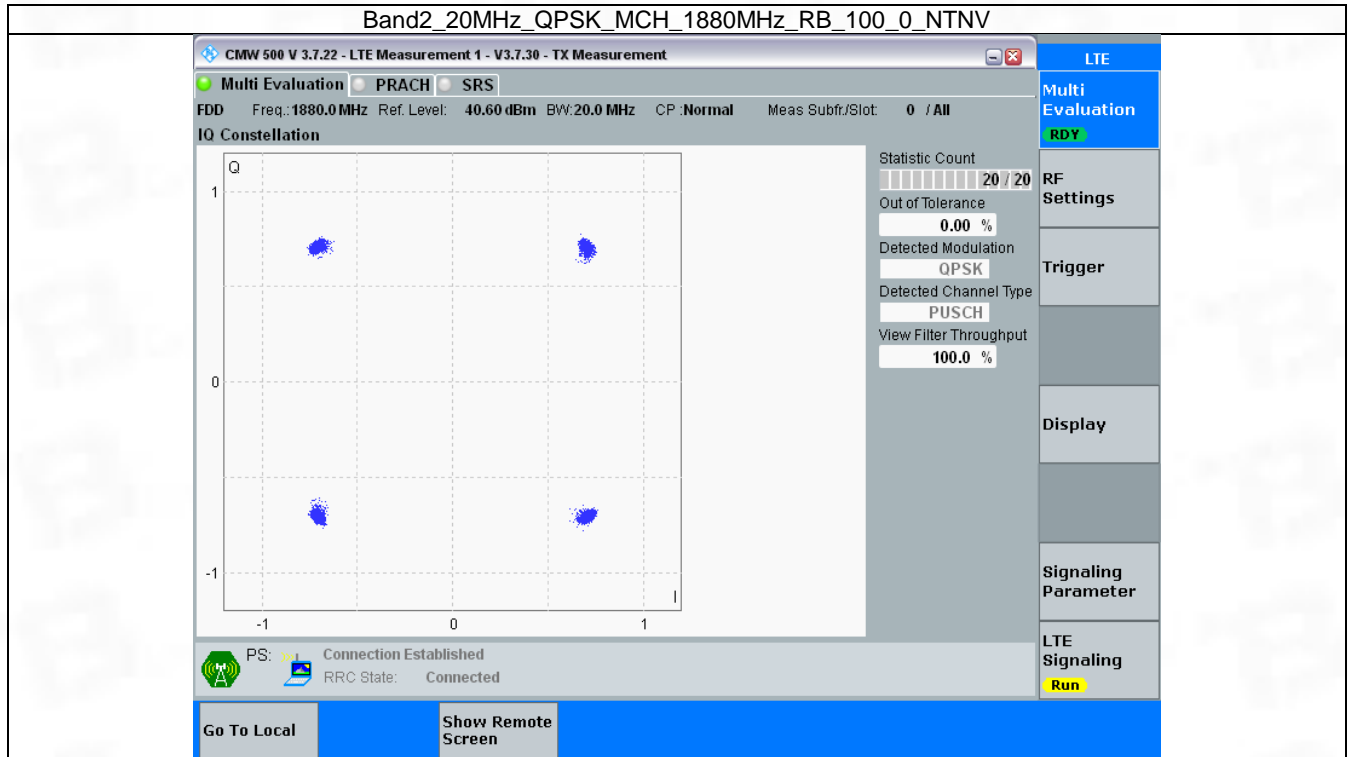 Band2_20MHz_QPSK_MCH_1880MHz_RB_100_0_NTNV
CMW 500 V 3.7.22 - LTE Measurement 1 - V3.7.30 - TX Measurement
LTE
Multi Evaluation PRACH SRS
FDD Freq.:1880.0 MHz Ref. Level: 40.60 dBm BW:20.0 MHz CP :Normal Meas Subfr./Slot: 0 / All
IQ Constellation
Q
1
0
-1
I
-1 0 1
Statistic Count
20 / 20
Out of Tolerance
0.00 %
Detected Modulation
QPSK
Detected Channel Type
PUSCH
View Filter Throughput
100.0 %
Multi
Evaluation
RDY
RF
Settings
Trigger
Display
Signaling
Parameter
LTE
Signaling
Run
PS: Connection Established
RRC State: Connected
Go To Local
Show Remote
Screen